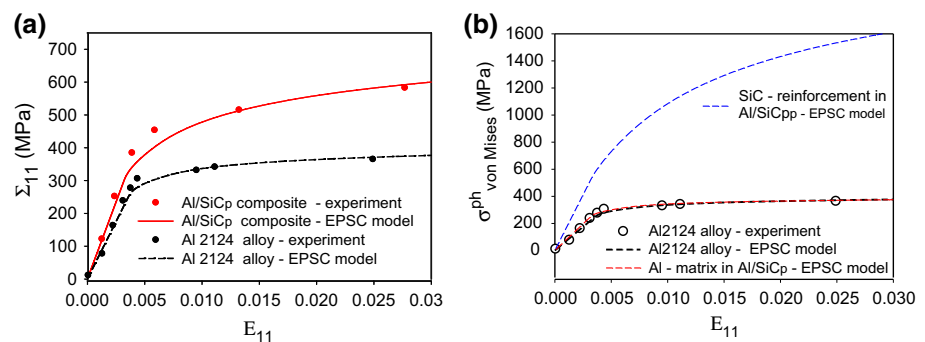 (a)
700
600
500
400
300
200
100
0
Σ11 (MPa)
Al/SiCp composite - experiment
Al/SiCp composite - EPSC model
Al 2124 alloy - experiment
Al 2124 alloy - EPSC model
0.000 0.005 0.010 0.015 0.020 0.025 0.03
E11
(b)
1600
1400
1200
1000
800
600
400
200
0
σph von Mises (MPa)
SiC - reinforcement in
Al/SiCpp - EPSC model
Al2124 alloy - experiment
Al2124 alloy - EPSC model
Al - matrix in Al/SiCp - EPSC model
0.000 0.005 0.010 0.015 0.020 0.025 0.030
E11